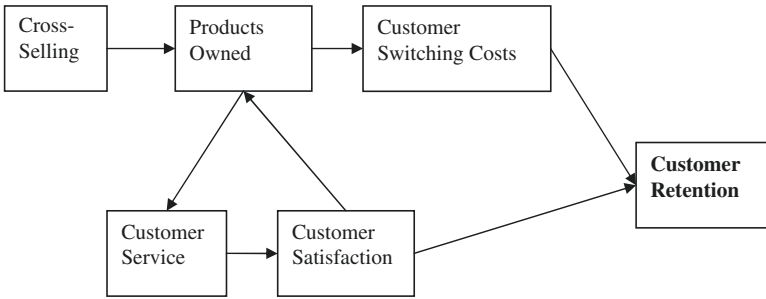 Cross-
Selling
Products
Owned
Customer
Switching Costs
Customer
Retention
Customer
Service
Customer
Satisfaction